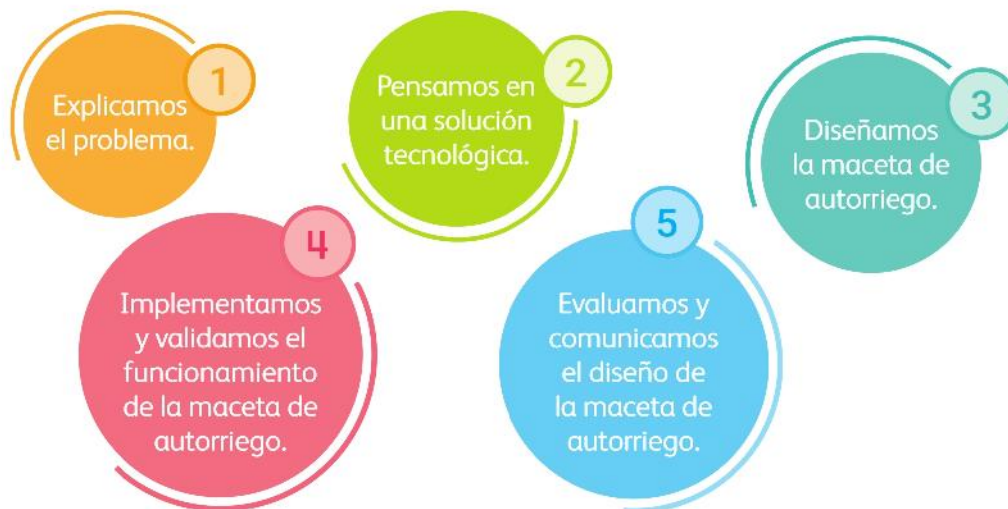 1
Explicamos
el problema.
2
Pensamos en
una solución
tecnológica.
3
Diseñamos
la maceta de
autorriego.
4
Implementamos
y validamos el
funcionamiento
de la maceta de
autorriego.
5
Evaluamos y
comunicamos
el diseño de
la maceta de
autorriego.